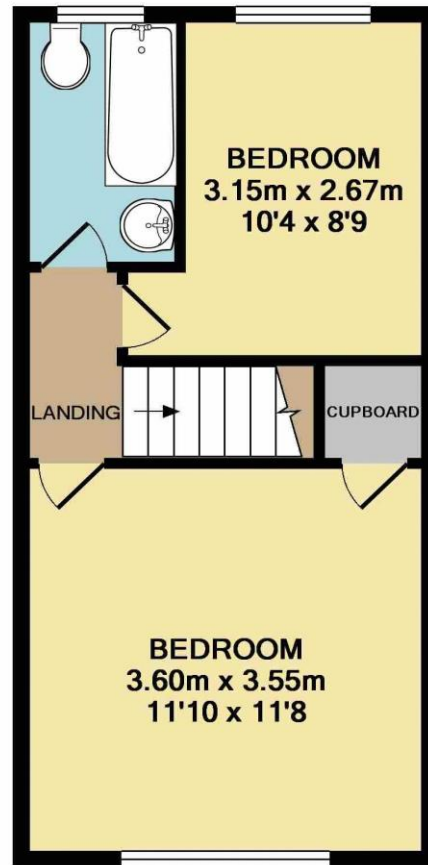 BEDROOM
3.15m x 2.67m
10'4 x 8'9
LANDING
CUPBOARD
BEDROOM
3.60m x 3.55m
11'10 x 11'8